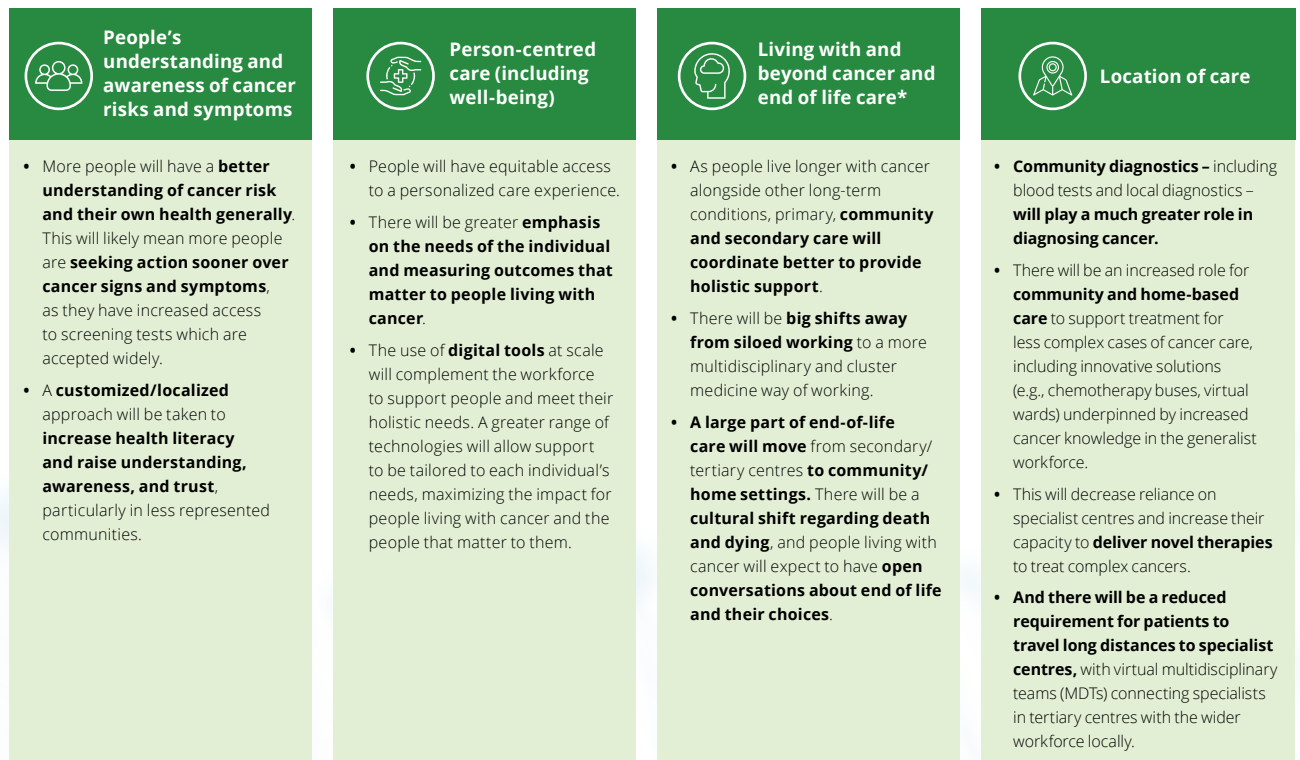 People's
understanding and
awareness of cancer
risks and symptoms
• More people will have a better
understanding of cancer risk
and their own health generally.
This will likely mean more people
are seeking action sooner over
cancer signs and symptoms,
as they have increased access
to screening tests which are
accepted widely.
• A customized/localized
approach will be taken to
increase health literacy
and raise understanding,
awareness, and trust,
particularly in less represented
communities.
Person-centred
care (including
well-being)
• People will have equitable access
to a personalized care experience.
• There will be greater emphasis
on the needs of the individual
and measuring outcomes that
matter to people living with
cancer.
• The use of digital tools at scale
will complement the workforce
to support people and meet their
holistic needs. A greater range of
technologies will allow support
to be tailored to each individual's
needs, maximizing the impact for
people living with cancer and the
people that matter to them.
Living with and
beyond cancer and
end of life care*
• As people live longer with cancer
alongside other long-term
conditions, primary, community
and secondary care will
coordinate better to provide
holistic support.
• There will be big shifts away
from siloed working to a more
multidisciplinary and cluster
medicine way of working.
• A large part of end-of-life
care will move from secondary/
tertiary centres to community/
home settings. There will be a
cultural shift regarding death
and dying, and people living with
cancer will expect to have open
conversations about end of life
and their choices.
Location of care
• Community diagnostics – including
blood tests and local diagnostics –
will play a much greater role in
diagnosing cancer.
• There will be an increased role for
community and home-based
care to support treatment for
less complex cases of cancer care,
including innovative solutions
(e.g., chemotherapy buses, virtual
wards) underpinned by increased
cancer knowledge in the generalist
workforce.
• This will decrease reliance on
specialist centres and increase their
capacity to deliver novel therapies
to treat complex cancers.
• And there will be a reduced
requirement for patients to
travel long distances to specialist
centres, with virtual multidisciplinary
teams (MDTs) connecting specialists
in tertiary centres with the wider
workforce locally.